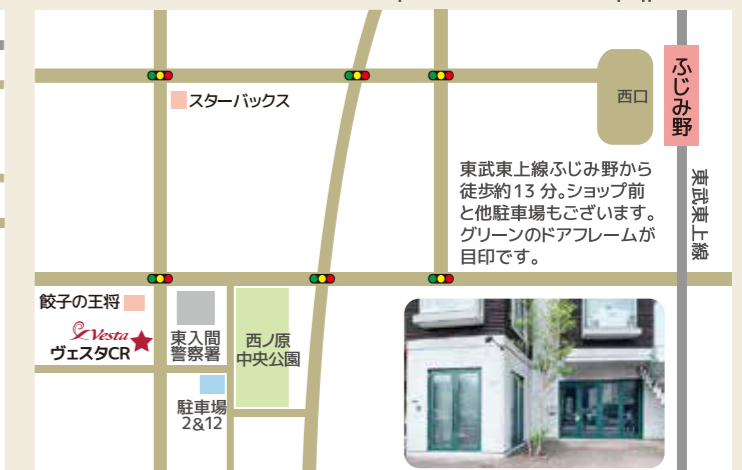 ふじみ野
西口
スターバックス
東武東上線ふじみ野から
徒歩約13分。ショップ前
と他駐車場もございます。
グリーンのドアフレームが
目印です。
東武東上線
餃子の王将
Vesta
ヴェスタCR
東入間
警察署
西ノ原
中央公園
駐車場
2&12